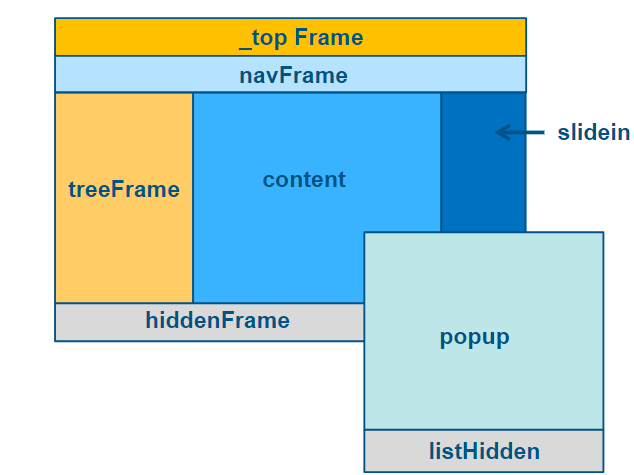 _top Frame
navFrame
slidein
treeFrame
content
hiddenFrame
popup
listHidden